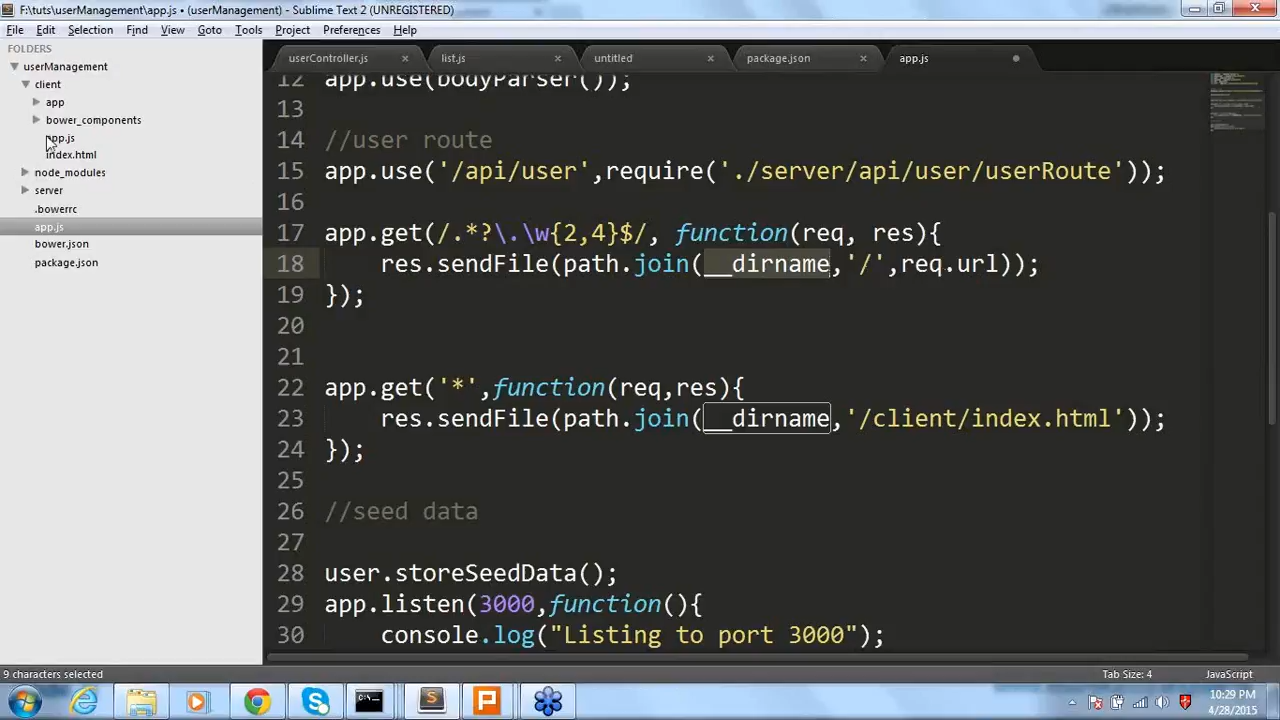 F:\tuts\userManagement\app.js • (userManagement) - Sublime Text 2 (UNREGISTERED)
File Edit Selection Find View Goto Tools Project Preferences Help
FOLDERS
userManagement
client
app
bower_components
app.js
index.html
node_modules
server
.bowerrc
app.js
bower.json
package.json
userController.js × list.js × untitled × package.json × app.js
12 app.use(bodyParser());
13
14 //user route
15 app.use('/api/user',require('./server/api/user/userRoute'));
16
17 app.get(/.*?\.\w{2,4}$/, function(req, res){
18 res.sendFile(path.join(__dirname,'/',req.url));
19 });
20
21
22 app.get('*',function(req,res){
23 res.sendFile(path.join(__dirname,'/client/index.html'));
24 });
25
26 //seed data
27
28 user.storeSeedData();
29 app.listen(3000,function(){
30 console.log("Listing to port 3000");
9 characters selected
Tab Size: 4
JavaScript
10:29 PM
4/28/2015